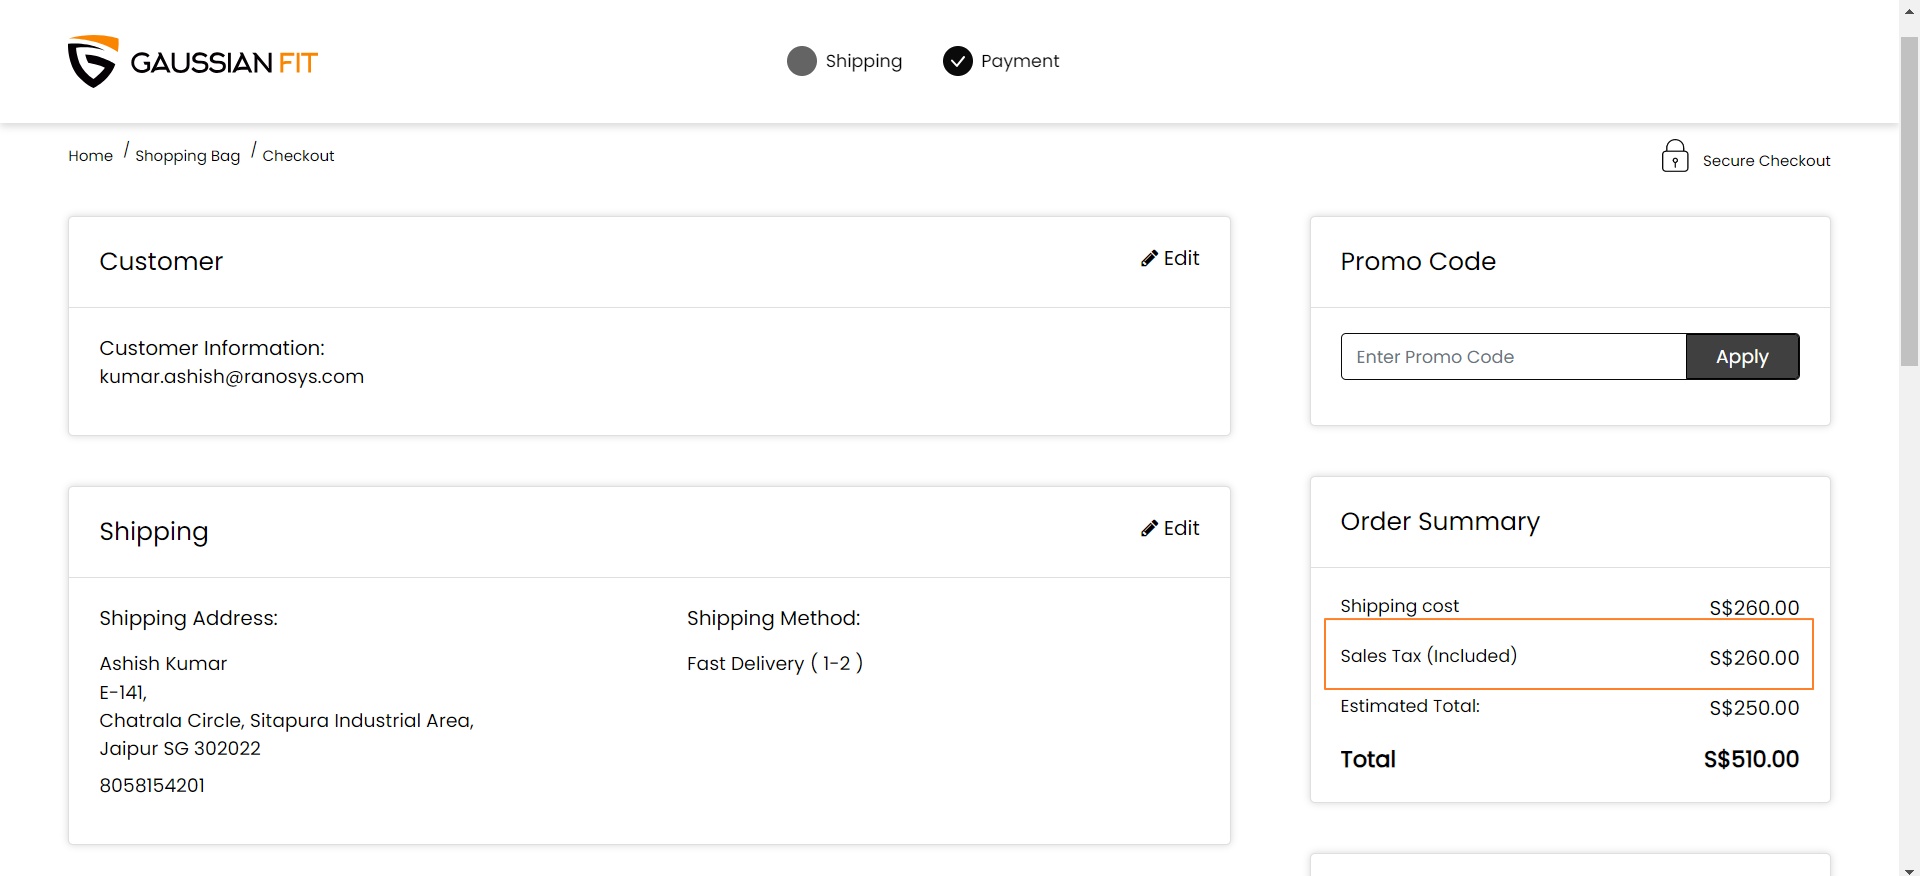 GAUSSIAN FIT
Shipping
Payment
Home / Shopping Bag / Checkout
Secure Checkout
Customer
Edit
Customer Information:
kumar.ashish@ranosys.com
Promo Code
Enter Promo Code
Apply
Shipping
Edit
Shipping Address:
Ashish Kumar
E-141,
Chatrala Circle, Sitapura Industrial Area,
Jaipur SG 302022
8058154201
Shipping Method:
Fast Delivery ( 1-2 )
Order Summary
Shipping cost S$260.00
Sales Tax (Included) S$260.00
Estimated Total: S$250.00
Total S$510.00